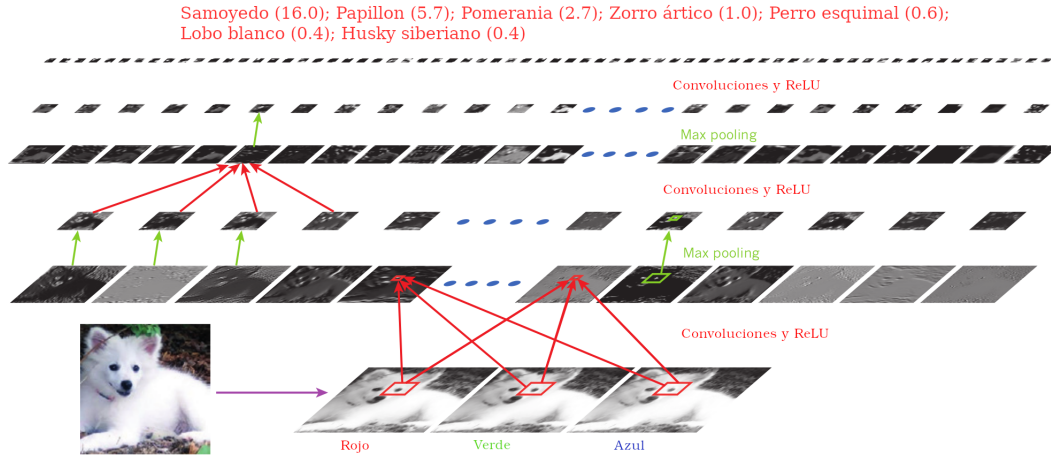 Samoyedo (16.0); Papillon (5.7); Pomerania (2.7); Zorro ártico (1.0); Perro esquimal (0.6);
Lobo blanco (0.4); Husky siberiano (0.4)
Convoluciones y ReLU
Max pooling
Convoluciones y ReLU
Max pooling
Convoluciones y ReLU
Rojo
Verde
Azul